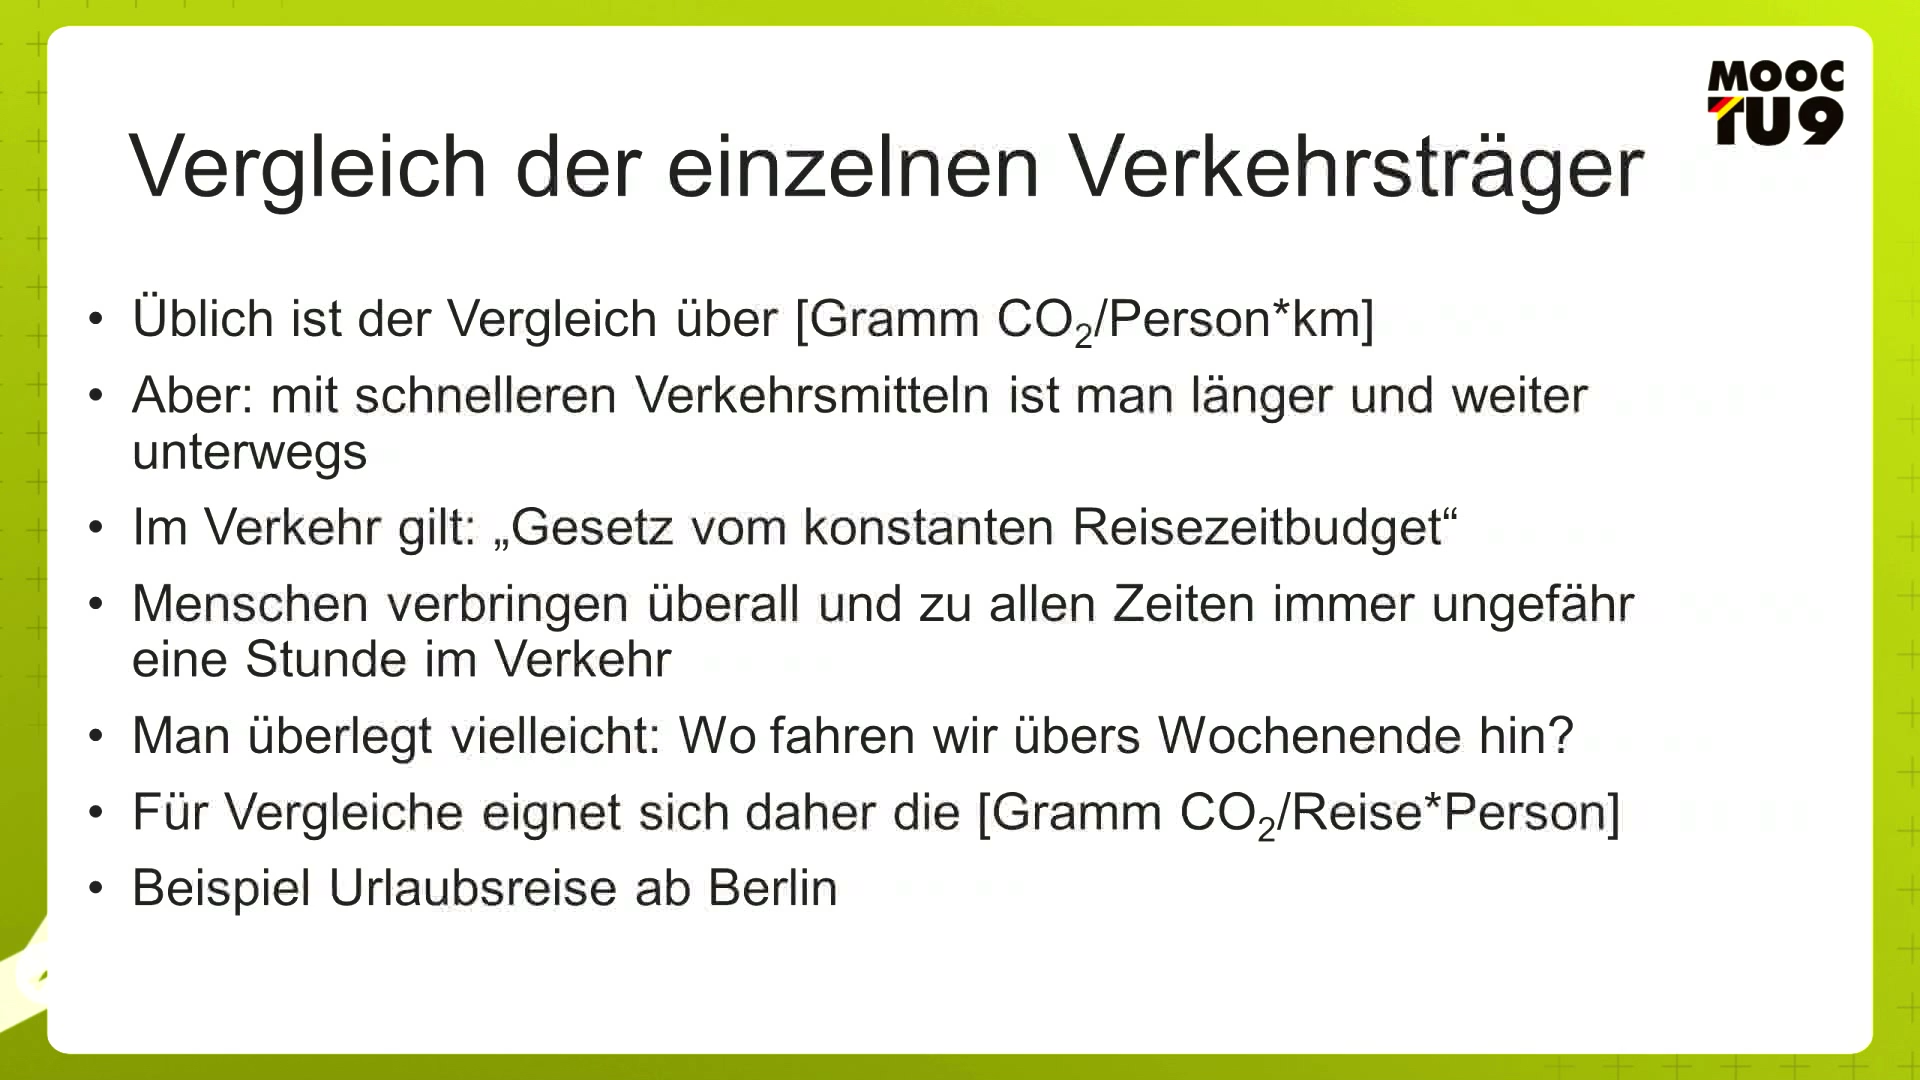 MOOC
TU9
Vergleich der einzelnen Verkehrsträger
• Üblich ist der Vergleich über [Gramm CO₂/Person*km]
• Aber: mit schnelleren Verkehrsmitteln ist man länger und weiter
unterwegs
• Im Verkehr gilt: „Gesetz vom konstanten Reisezeitbudget“
• Menschen verbringen überall und zu allen Zeiten immer ungefähr
eine Stunde im Verkehr
• Man überlegt vielleicht: Wo fahren wir übers Wochenende hin?
• Für Vergleiche eignet sich daher die [Gramm CO₂/Reise*Person]
• Beispiel Urlaubsreise ab Berlin